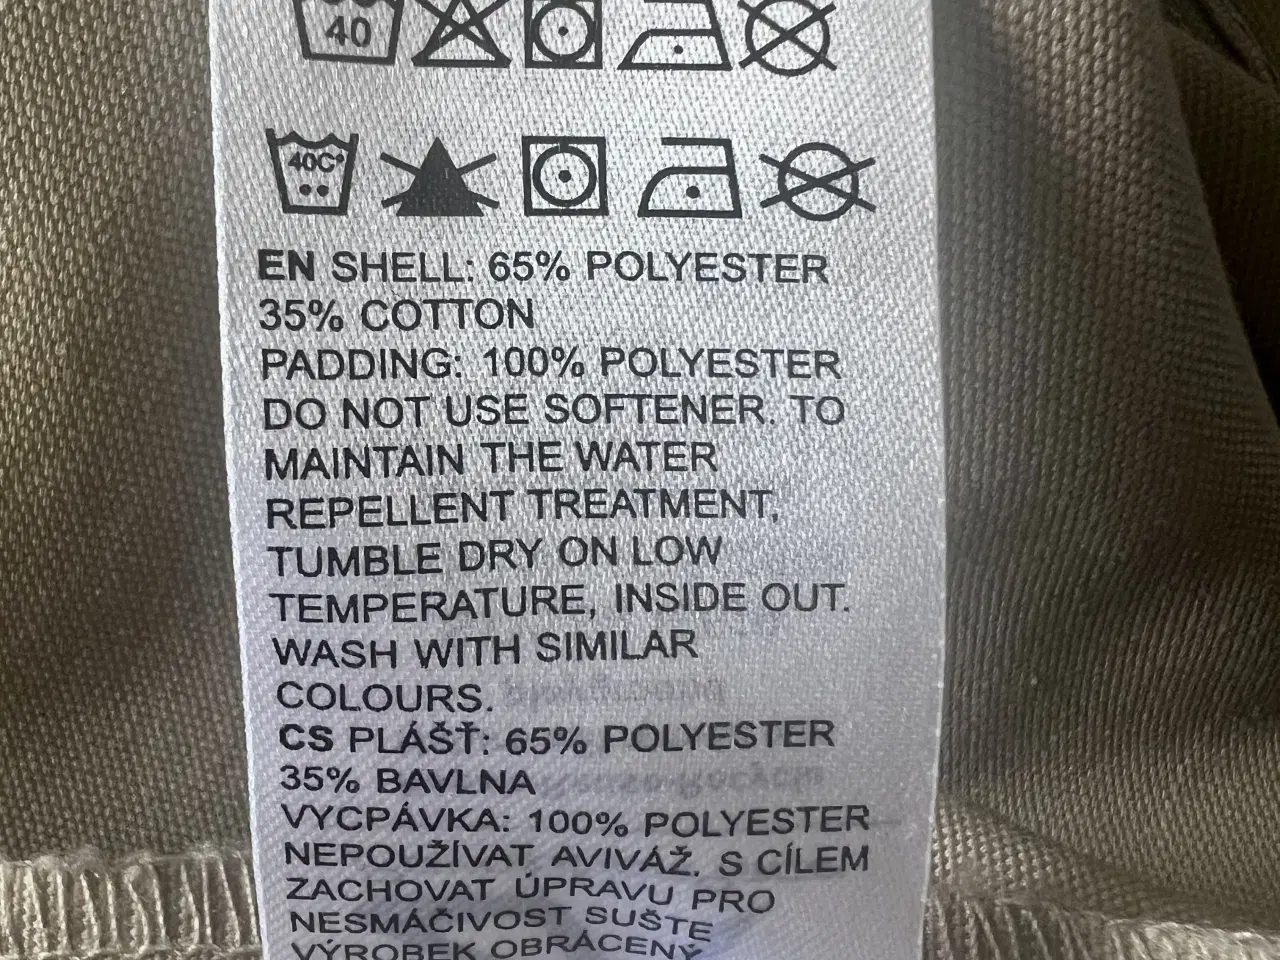 40
40C°
EN SHELL: 65% POLYESTER
35% COTTON
PADDING: 100% POLYESTER
DO NOT USE SOFTENER. TO
MAINTAIN THE WATER
REPELLENT TREATMENT,
TUMBLE DRY ON LOW
TEMPERATURE, INSIDE OUT.
WASH WITH SIMILAR
COLOURS.
CS PLÁŠŤ: 65% POLYESTER
35% BAVLNA
VYCPÁVKA: 100% POLYESTER
NEPOUŽÍVAT AVIVÁŽ. S CÍLEM
ZACHOVAT ÚPRAVU PRO
NESMÁČIVOST SUŠTE
VÝROBEK OBRÁCENÝ